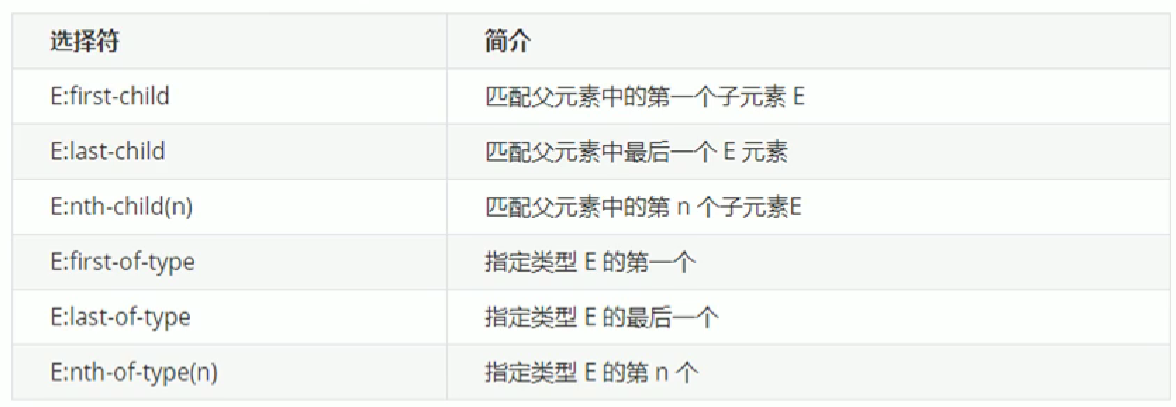 选择符 简介
E:first-child 匹配父元素中的第一个子元素 E
E:last-child 匹配父元素中最后一个 E 元素
E:nth-child(n) 匹配父元素中的第 n 个子元素E
E:first-of-type 指定类型 E 的第一个
E:last-of-type 指定类型 E 的最后一个
E:nth-of-type(n) 指定类型 E 的第 n 个